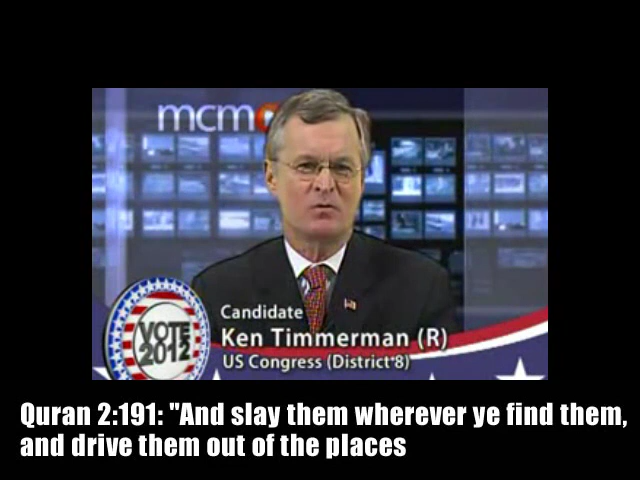 mcm
VOTE
2012
Candidate
Ken Timmerman (R)
US Congress (District 8)
Quran 2:191: "And slay them wherever ye find them,
and drive them out of the places